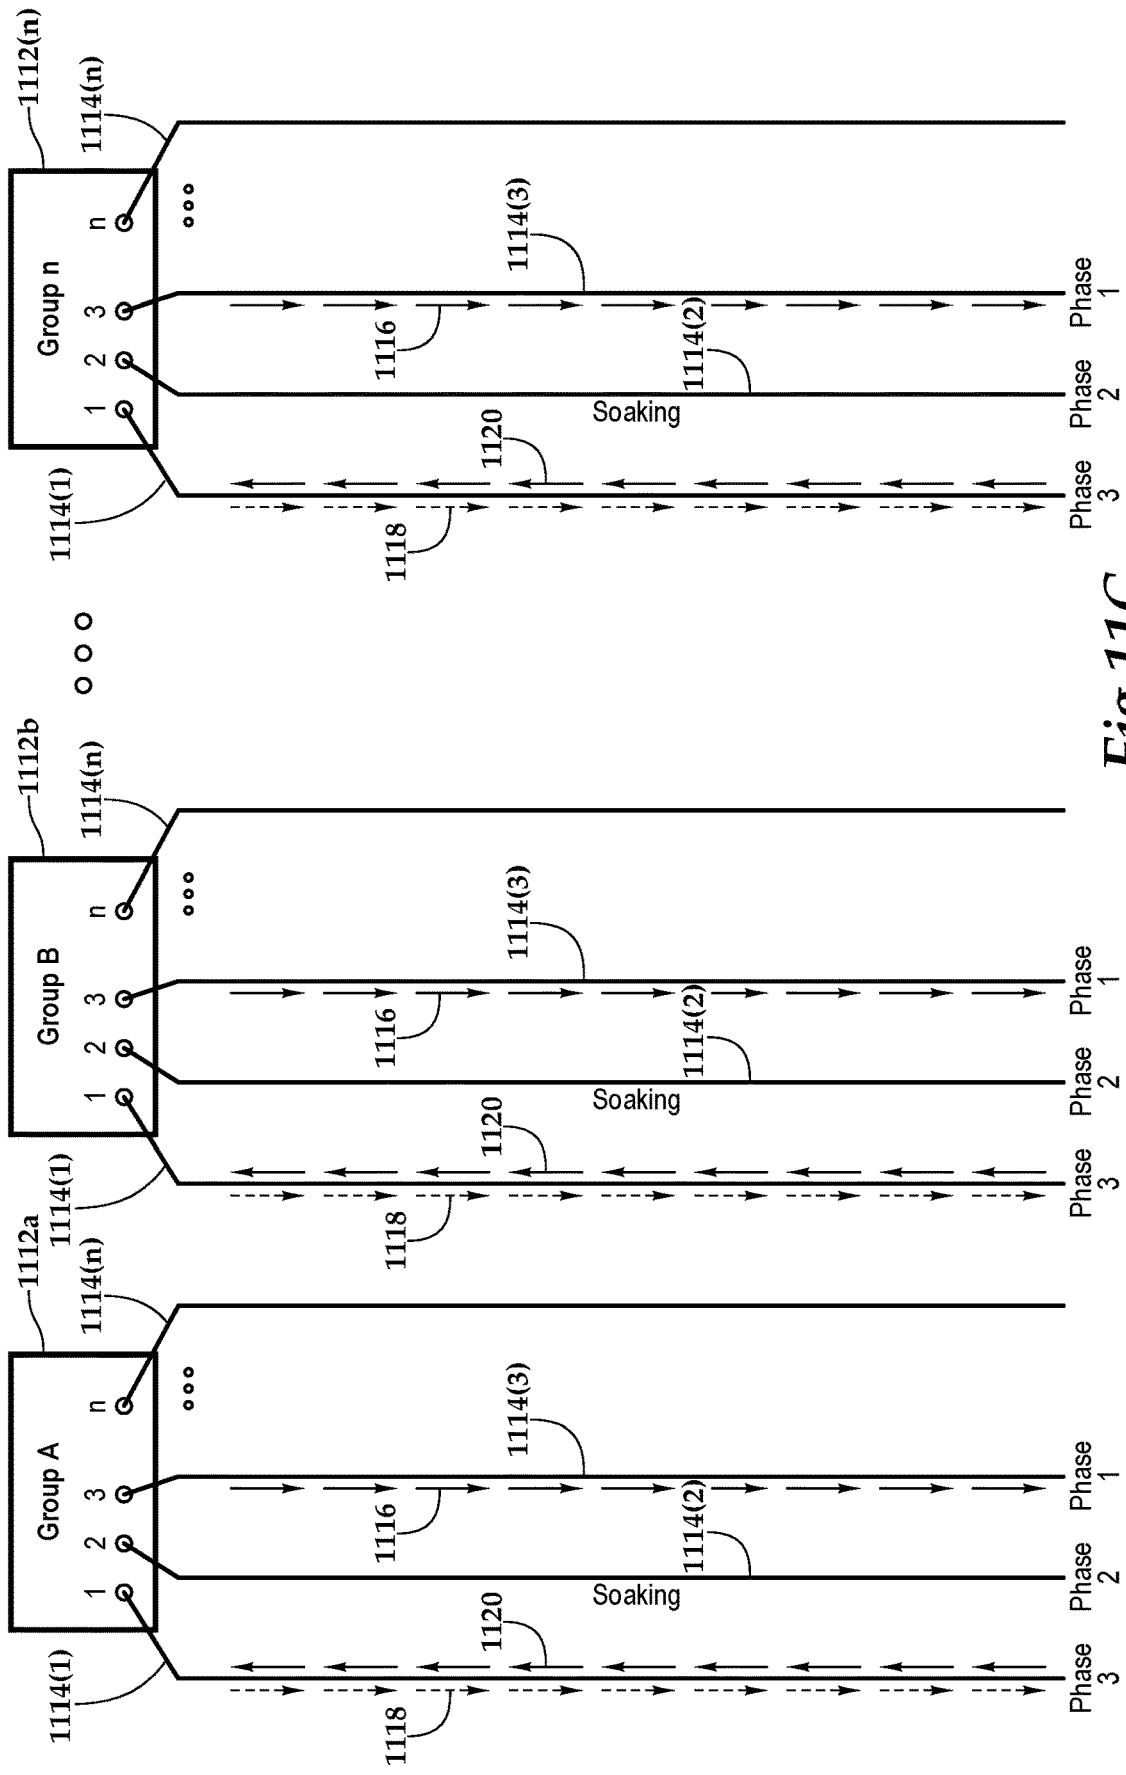 1112a
Group A
1 2 3 n
1114(1)
1114(n)
1118
1116
1120
1114(3)
Soaking
1114(2)
Phase 3
Phase 2
Phase 1
1112b
Group B
1 2 3 n
1114(1)
1114(n)
1118
1116
1120
1114(3)
Soaking
1114(2)
Phase 3
Phase 2
Phase 1
1112(n)
Group n
1 2 3 n
1114(1)
1114(n)
1118
1116
1120
1114(3)
Soaking
1114(2)
Phase 3
Phase 2
Phase 1
Fig 11C